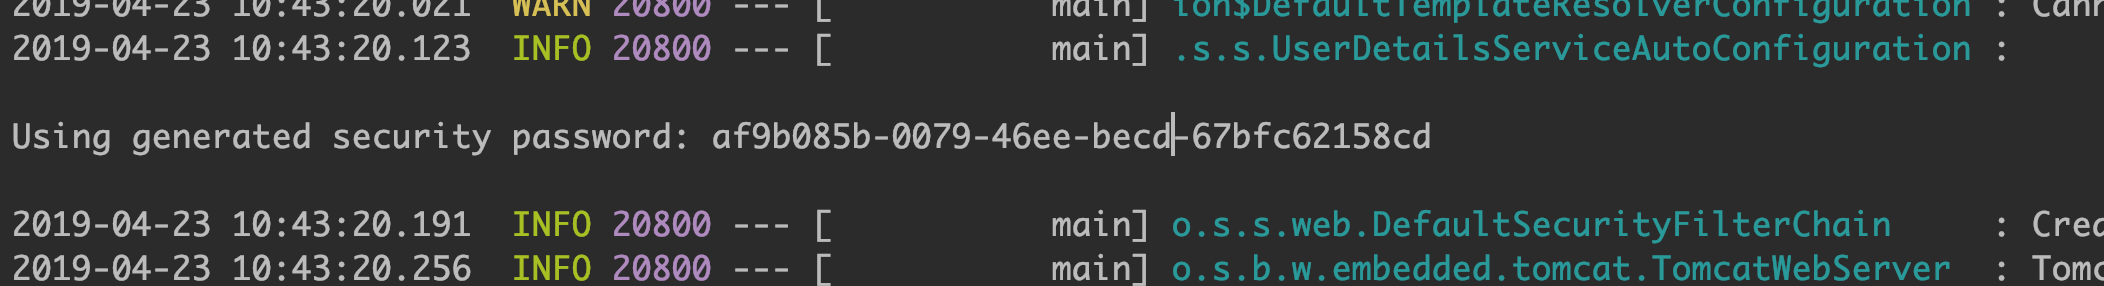 2019-04-23 10:43:20.021  WARN 20800 --- [           main] ion$DefaultTemplateResolverConfiguration : Cann
2019-04-23 10:43:20.123  INFO 20800 --- [           main] .s.s.UserDetailsServiceAutoConfiguration :
Using generated security password: af9b085b-0079-46ee-becd-67bfc62158cd
2019-04-23 10:43:20.191  INFO 20800 --- [           main] o.s.s.web.DefaultSecurityFilterChain     : Crea
2019-04-23 10:43:20.256  INFO 20800 --- [           main] o.s.b.w.embedded.tomcat.TomcatWebServer  : Tomc